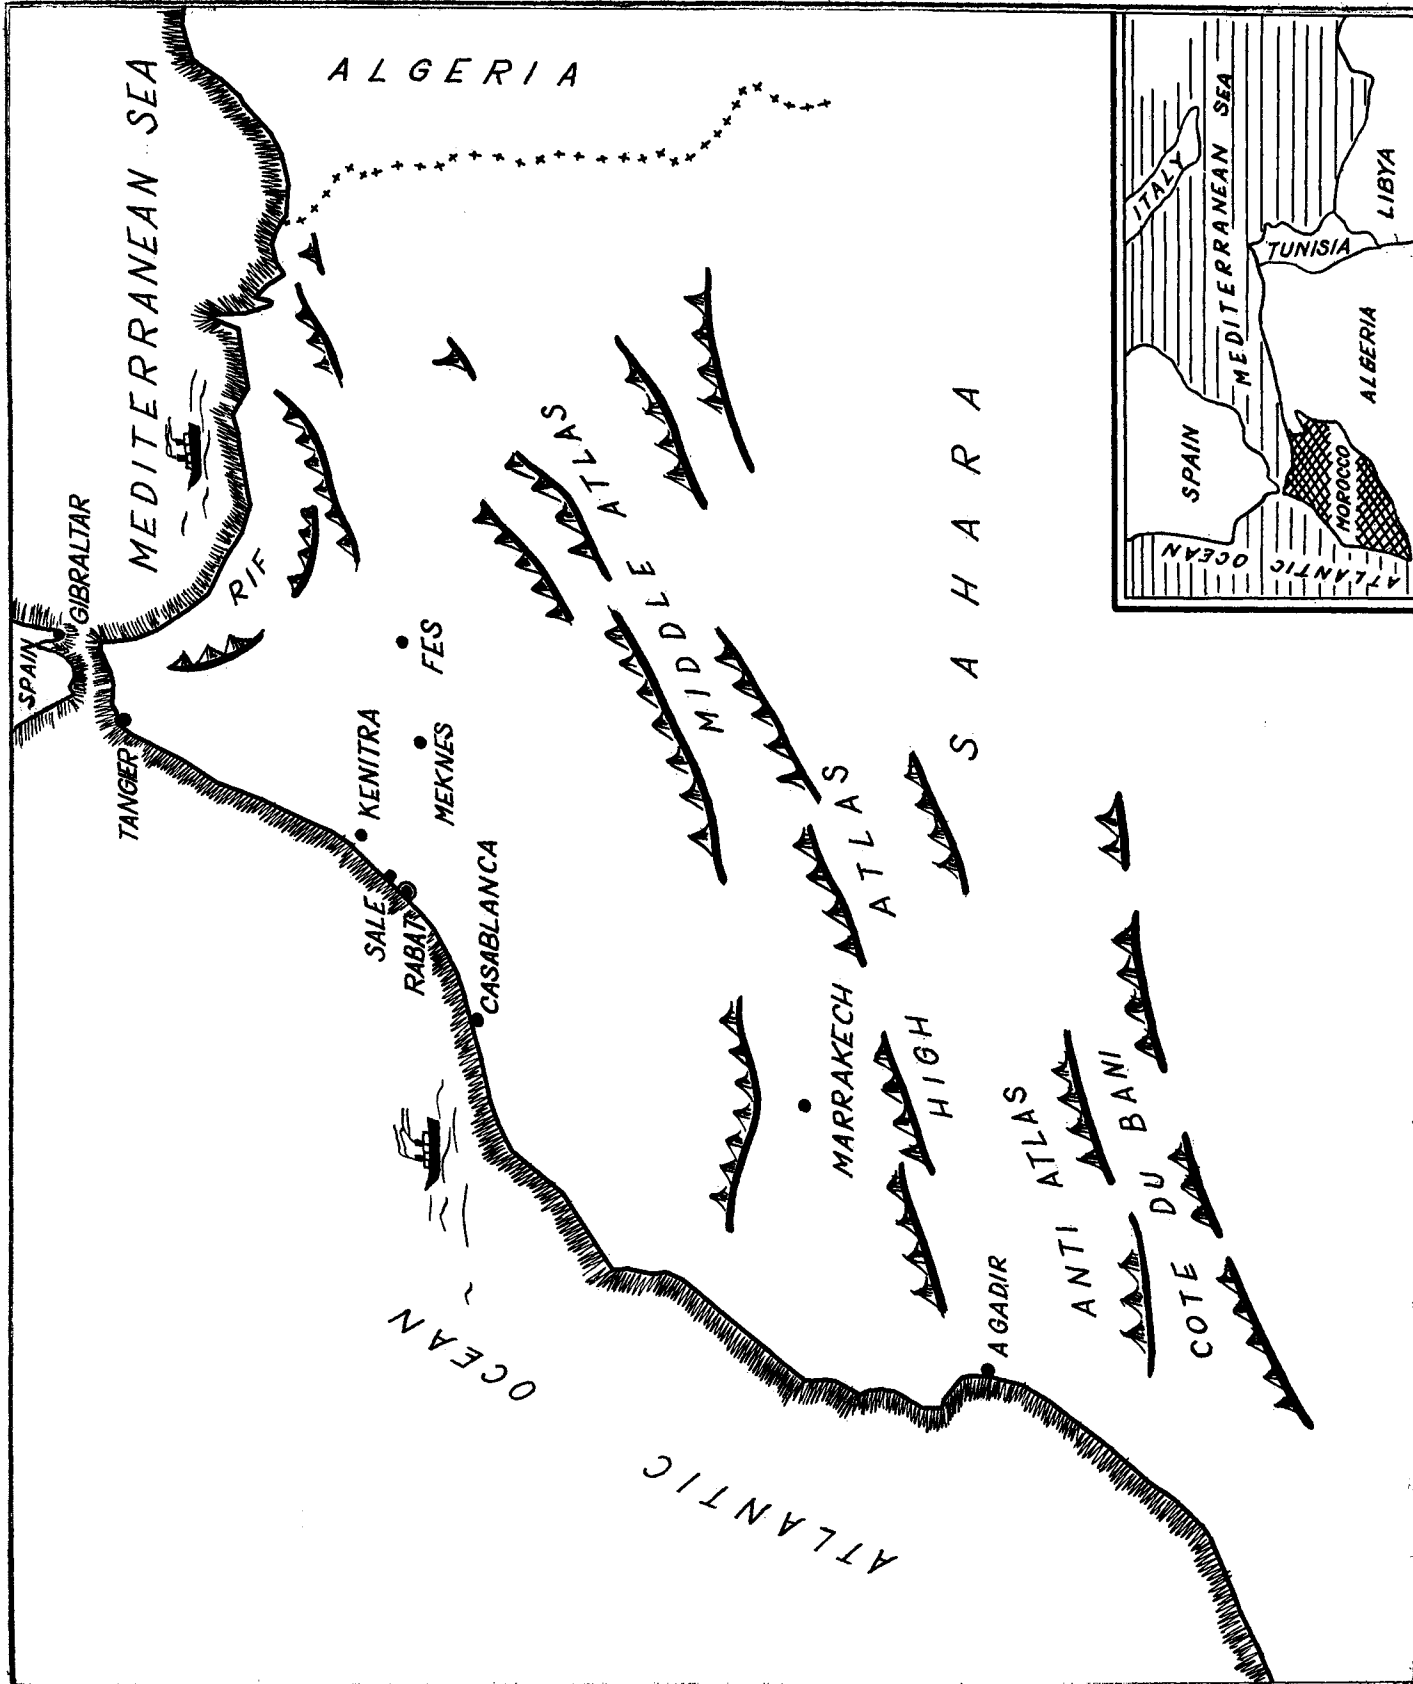 SPAIN
GIBRALTAR
MEDITERRANEAN SEA
ALGERIA
TANGER
RIF
KENITRA
FES
SALE
MEKNES
RABAT
CASABLANCA
MIDDLE ATLAS
MARRAKECH
HIGH ATLAS
SAHARA
AGADIR
ANTI ATLAS
COTE DU BANI
ATLANTIC OCEAN
SPAIN
ITALY
MEDITERRANEAN SEA
ATLANTIC OCEAN
MOROCCO
ALGERIA
TUNISIA
LIBYA